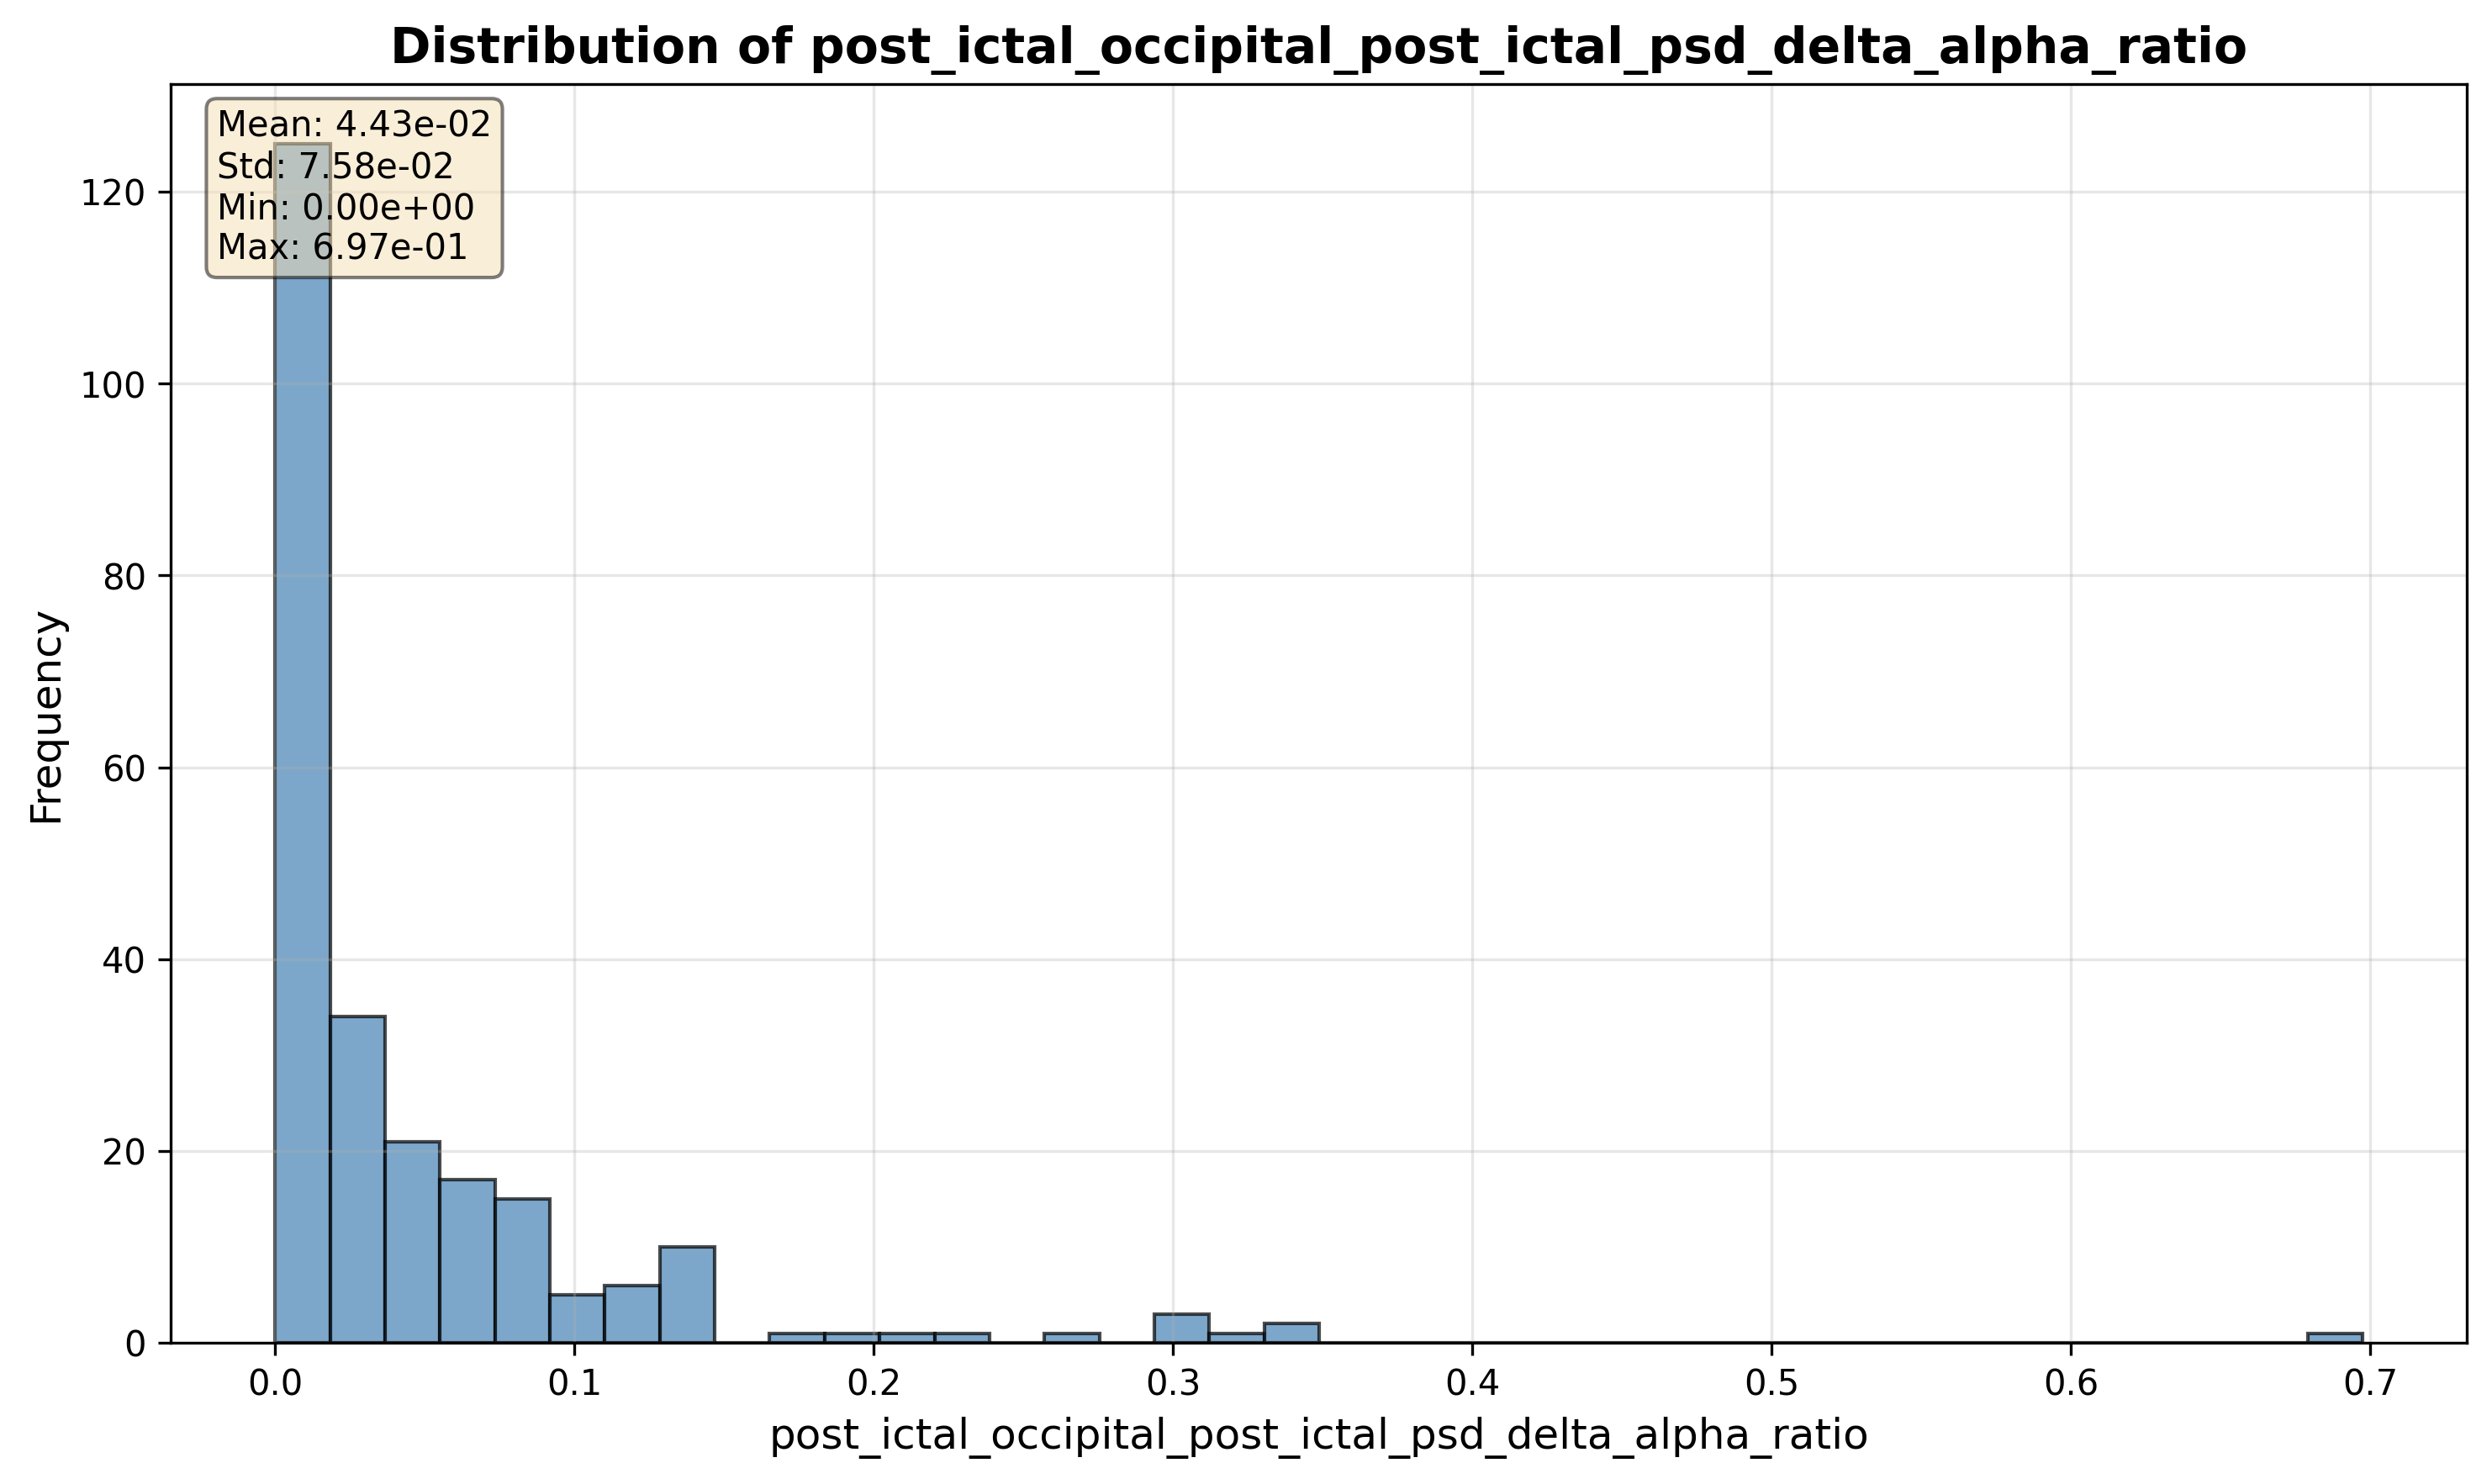 Distribution of post_ictal_occipital_post_ictal_psd_delta_alpha_ratio
Mean: 4.43e-02
Std: 7.58e-02
Min: 0.00e+00
Max: 6.97e-01
120
100
80
60
40
20
0
Frequency
0.0 0.1 0.2 0.3 0.4 0.5 0.6 0.7
post_ictal_occipital_post_ictal_psd_delta_alpha_ratio